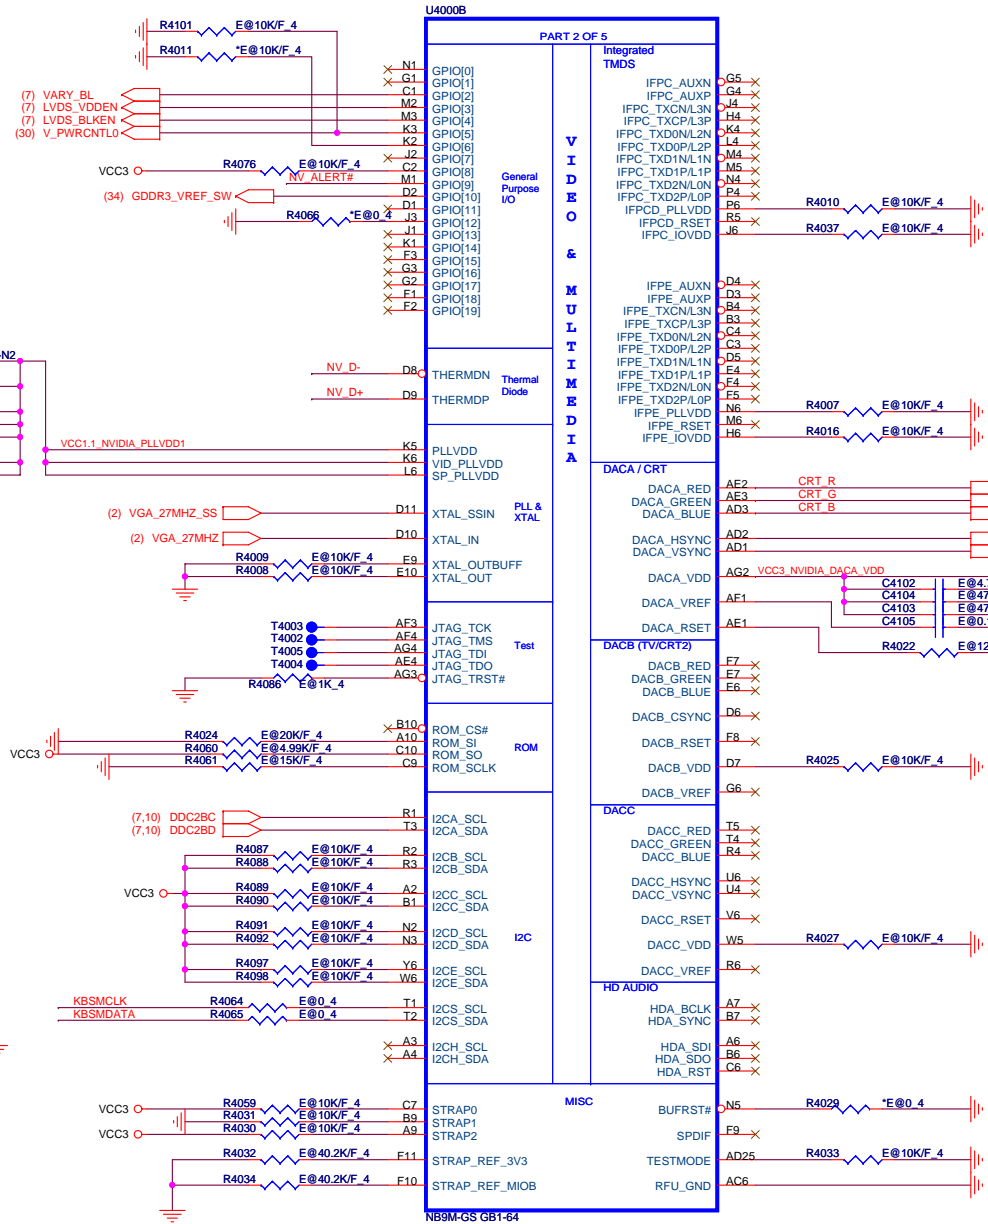 U4000B
PART 2 OF 5
R4101 E@10K/F_4
R4011 *E@10K/F_4
(7) VARY_BL
(7) LVDS_VDDEN
(7) LVDS_BLKEN
(30) V_PWRCNTL0
VCC3 R4076 E@10K/F_4
NV_ALERT#
(34) GDDR3_VREF_SW
R4066 *E@0_4
N1 GPIO[0]
G1 GPIO[1]
C1 GPIO[2]
M2 GPIO[3]
M3 GPIO[4]
K3 GPIO[5]
K2 GPIO[6]
J2 GPIO[7]
C2 GPIO[8]
M1 GPIO[9]
D2 GPIO[10]
D1 GPIO[11]
J3 GPIO[12]
J1 GPIO[13]
K1 GPIO[14]
F3 GPIO[15]
G3 GPIO[16]
G2 GPIO[17]
F1 GPIO[18]
F2 GPIO[19]
General
Purpose
I/O
-N2
NV_D- D8 THERMDN
NV_D+ D9 THERMDP
Thermal
Diode
VCC1.1_NVIDIA_PLLVDD1
K5 PLLVDD
K6 VID_PLLVDD
L6 SP_PLLVDD
(2) VGA_27MHZ_SS D11 XTAL_SSIN
(2) VGA_27MHZ D10 XTAL_IN
R4009 E@10K/F_4 E9 XTAL_OUTBUFF
R4008 E@10K/F_4 E10 XTAL_OUT
PLL &
XTAL
T4003 AF3 JTAG_TCK
T4002 AF4 JTAG_TMS
T4005 AG4 JTAG_TDI
T4004 AE4 JTAG_TDO
R4086 E@1K_4 AG3 JTAG_TRST#
Test
B10 ROM_CS#
R4024 E@20K/F_4 A10 ROM_SI
VCC3 R4060 E@4.99K/F_4 C10 ROM_SO
R4061 E@15K/F_4 C9 ROM_SCLK
ROM
(7,10) DDC2BC R1 I2CA_SCL
(7,10) DDC2BD T3 I2CA_SDA
R4087 E@10K/F_4 R2 I2CB_SCL
R4088 E@10K/F_4 R3 I2CB_SDA
VCC3
R4089 E@10K/F_4 A2 I2CC_SCL
R4090 E@10K/F_4 B1 I2CC_SDA
R4091 E@10K/F_4 N2 I2CD_SCL
R4092 E@10K/F_4 N3 I2CD_SDA
R4097 E@10K/F_4 Y6 I2CE_SCL
R4098 E@10K/F_4 W6 I2CE_SDA
KBSMCLK R4064 E@0_4 T1 I2CS_SCL
KBSMDATA R4065 E@0_4 T2 I2CS_SDA
A3 I2CH_SCL
A4 I2CH_SDA
I2C
VCC3 R4059 E@10K/F_4 C7 STRAP0
R4031 E@10K/F_4 B9 STRAP1
VCC3 R4030 E@10K/F_4 A9 STRAP2
R4032 E@40.2K/F_4 F11 STRAP_REF_3V3
R4034 E@40.2K/F_4 F10 STRAP_REF_MIOB
VIDEO & MULTIMEDIA
Integrated
TMDS
IFPC_AUXN G5
IFPC_AUXP G4
IFPC_TXCN/L3N J4
IFPC_TXCP/L3P H4
IFPC_TXD0N/L2N K4
IFPC_TXD0P/L2P L4
IFPC_TXD1N/L1N M4
IFPC_TXD1P/L1P M5
IFPC_TXD2N/L0N N4
IFPC_TXD2P/L0P P4
IFPCD_PLLVDD P6 R4010 E@10K/F_4
IFPCD_RSET R5
IFPC_IOVDD J6 R4037 E@10K/F_4
IFPE_AUXN D4
IFPE_AUXP D3
IFPE_TXCN/L3N B4
IFPE_TXCP/L3P B3
IFPE_TXD0N/L2N C4
IFPE_TXD0P/L2P C3
IFPE_TXD1N/L1N D5
IFPE_TXD1P/L1P E4
IFPE_TXD2N/L0N F4
IFPE_TXD2P/L0P F5
IFPE_PLLVDD N6 R4007 E@10K/F_4
IFPE_RSET M6
IFPE_IOVDD H6 R4016 E@10K/F_4
DACA / CRT
DACA_RED AE2 CRT_R
DACA_GREEN AE3 CRT_G
DACA_BLUE AD3 CRT_B
DACA_HSYNC AD2
DACA_VSYNC AD1
DACA_VDD AG2 VCC3_NVIDIA_DACA_VDD
C4102 E@4.
DACA_VREF AF1 C4104 E@47
C4103 E@47
DACA_RSET AE1 C4105 E@0.
R4022 E@12
DACB (TV/CRT2)
DACB_RED F7
DACB_GREEN E7
DACB_BLUE E6
DACB_CSYNC D6
DACB_RSET F8
DACB_VDD D7 R4025 E@10K/F_4
DACB_VREF G6
DACC
DACC_RED T5
DACC_GREEN T4
DACC_BLUE R4
DACC_HSYNC U6
DACC_VSYNC U4
DACC_RSET V6
DACC_VDD W5 R4027 E@10K/F_4
DACC_VREF R6
HD AUDIO
HDA_BCLK A7
HDA_SYNC B7
HDA_SDI A6
HDA_SDO B6
HDA_RST C6
MISC
BUFRST# N5 R4029 *E@0_4
SPDIF F9
TESTMODE AD25 R4033 E@10K/F_4
RFU_GND AC6
NB9M-GS GB1-64